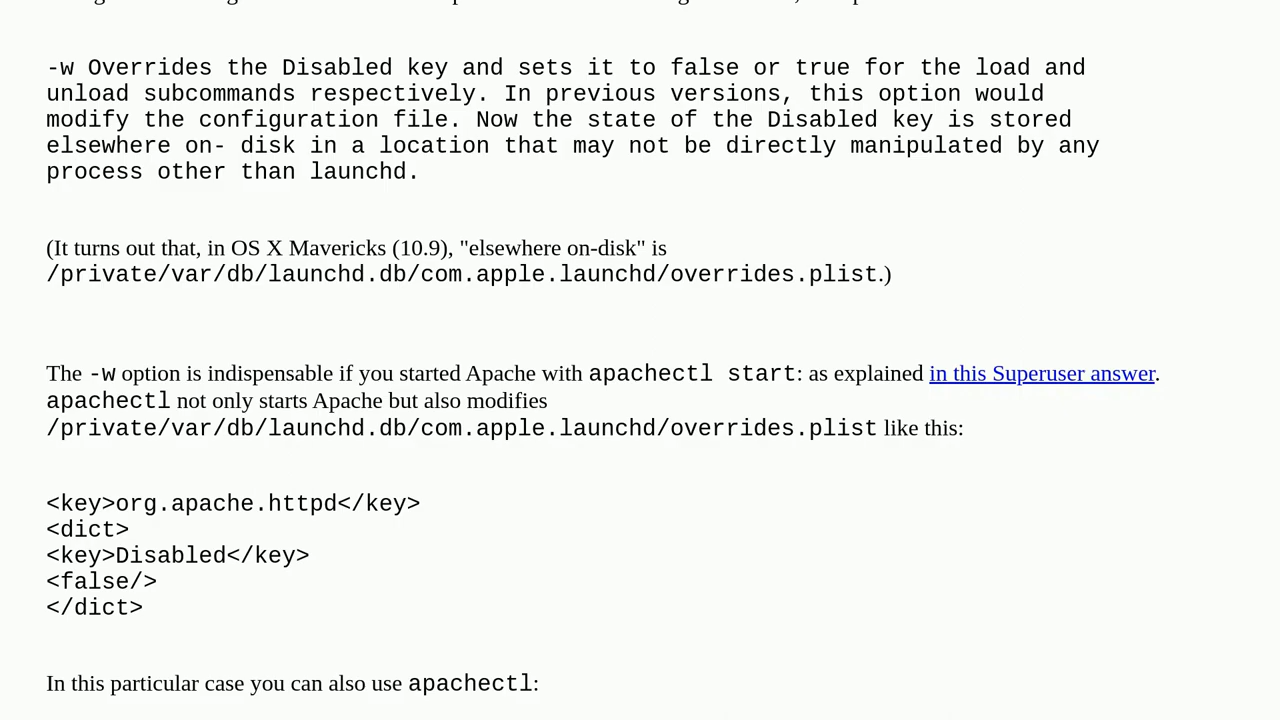 -w Overrides the Disabled key and sets it to false or true for the load and
unload subcommands respectively. In previous versions, this option would
modify the configuration file. Now the state of the Disabled key is stored
elsewhere on- disk in a location that may not be directly manipulated by any
process other than launchd.
(It turns out that, in OS X Mavericks (10.9), "elsewhere on-disk" is
/private/var/db/launchd.db/com.apple.launchd/overrides.plist.)
The -w option is indispensable if you started Apache with apachectl start: as explained in this Superuser answer.
apachectl not only starts Apache but also modifies
/private/var/db/launchd.db/com.apple.launchd/overrides.plist like this:
<key>org.apache.httpd</key>
<dict>
<key>Disabled</key>
<false/>
</dict>
In this particular case you can also use apachectl: